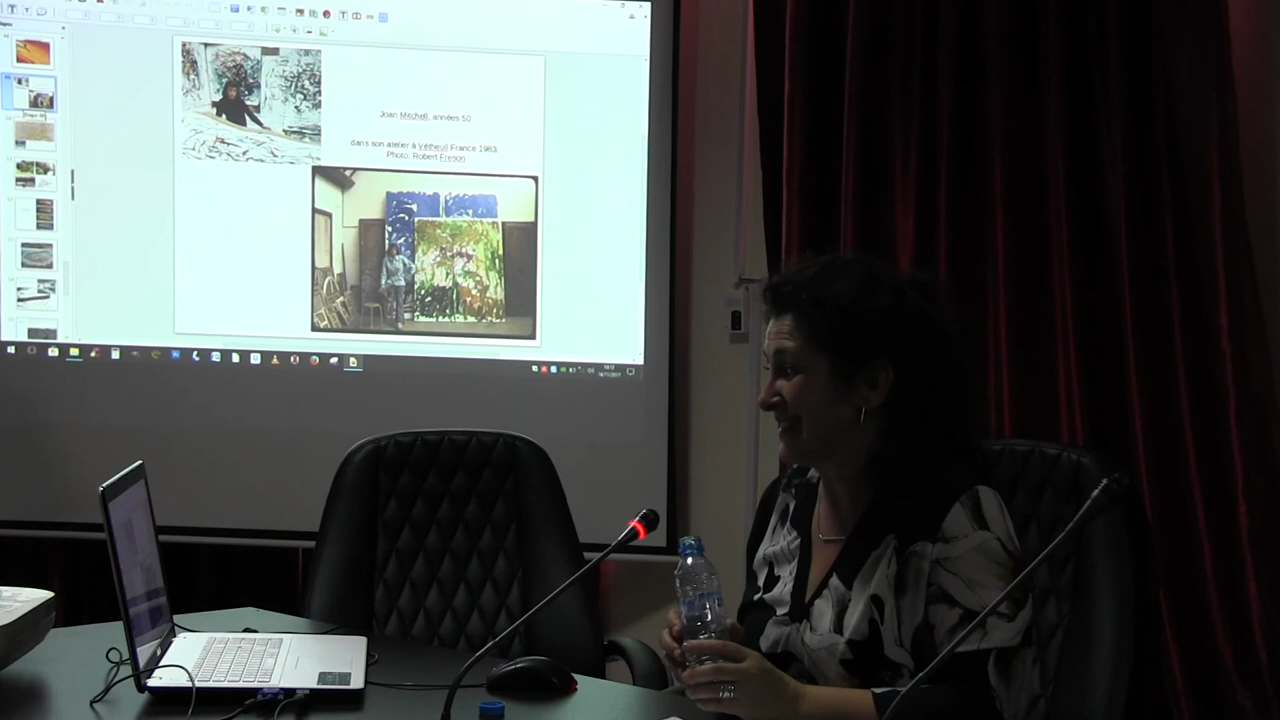 Joan Mitchell, années 50
dans son atelier à Vétheuil France 1983.
Photo: Robert Freson